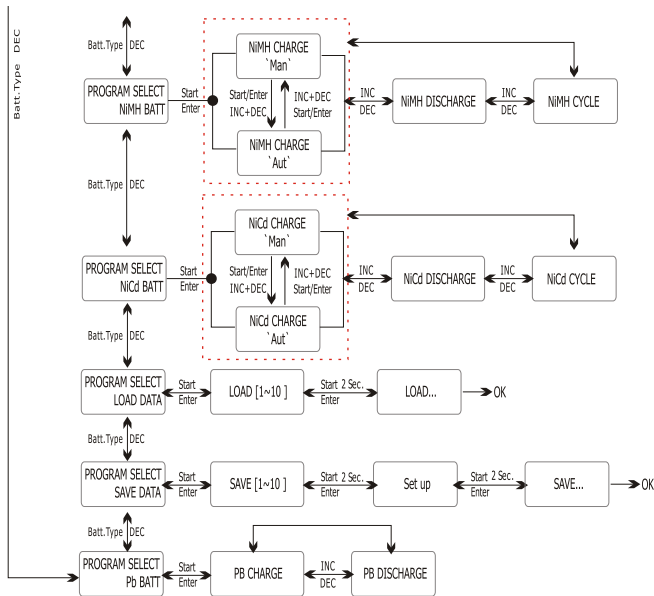 Batt.Type DEC
Batt.Type DEC
PROGRAM SELECT
NiMH BATT
Start
Enter
NiMH CHARGE
`Man`
Start/Enter
INC+DEC
INC+DEC
Start/Enter
NiMH CHARGE
`Aut`
INC
DEC
NiMH DISCHARGE
INC
DEC
NiMH CYCLE
Batt.Type DEC
PROGRAM SELECT
NiCd BATT
Start
Enter
NiCd CHARGE
`Man`
Start/Enter
INC+DEC
INC+DEC
Start/Enter
NiCd CHARGE
`Aut`
INC
DEC
NiCd DISCHARGE
INC
DEC
NiCd CYCLE
Batt.Type DEC
PROGRAM SELECT
LOAD DATA
Start
Enter
LOAD [1~10 ]
Start 2 Sec.
Enter
LOAD...
OK
Batt.Type DEC
PROGRAM SELECT
SAVE DATA
Start
Enter
SAVE [1~10 ]
Start 2 Sec.
Enter
Set up
Start 2 Sec.
Enter
SAVE...
OK
Batt.Type DEC
PROGRAM SELECT
Pb BATT
Start
Enter
PB CHARGE
INC
DEC
PB DISCHARGE